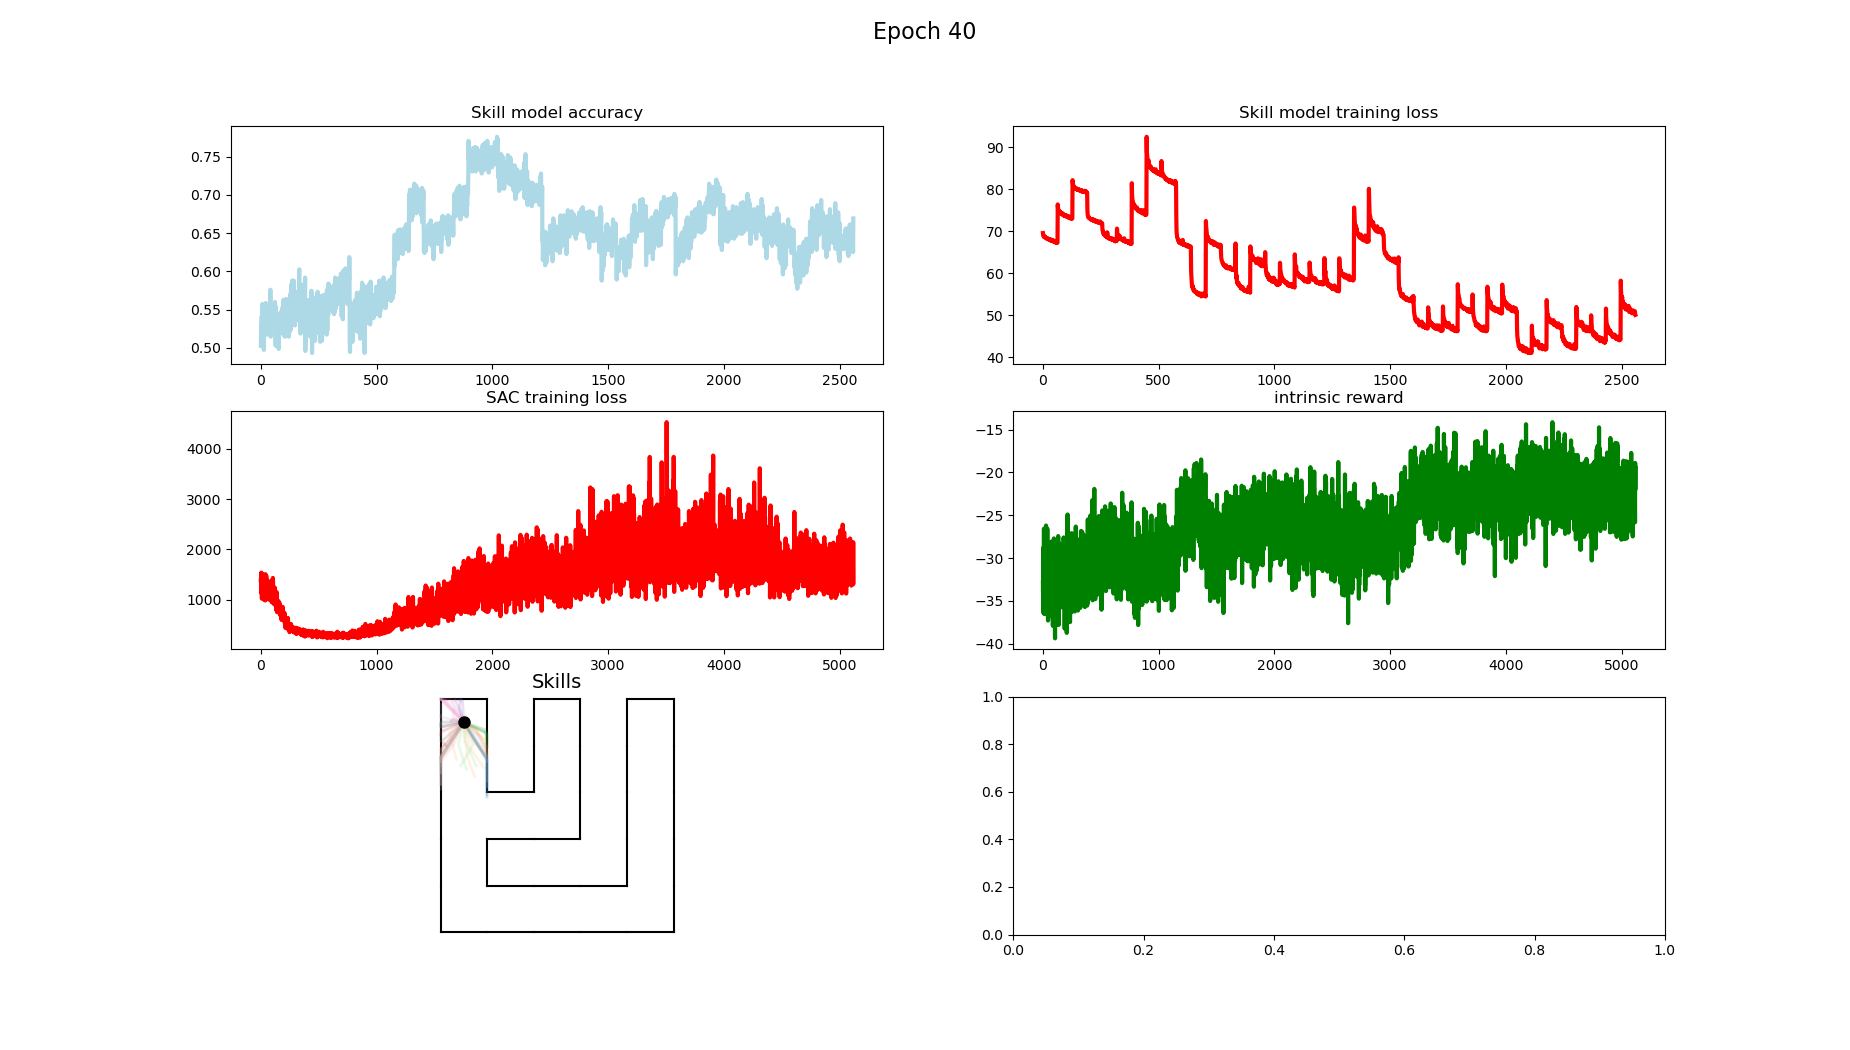 Epoch 40
Skill model accuracy
0.75
0.70
0.65
0.60
0.55
0.50
0 500 1000 1500 2000 2500
Skill model training loss
90
80
70
60
50
40
0 500 1000 1500 2000 2500
SAC training loss
4000
3000
2000
1000
0 1000 2000 3000 4000 5000
intrinsic reward
−15
−20
−25
−30
−35
−40
0 1000 2000 3000 4000 5000
Skills
1.0
0.8
0.6
0.4
0.2
0.0
0.0 0.2 0.4 0.6 0.8 1.0